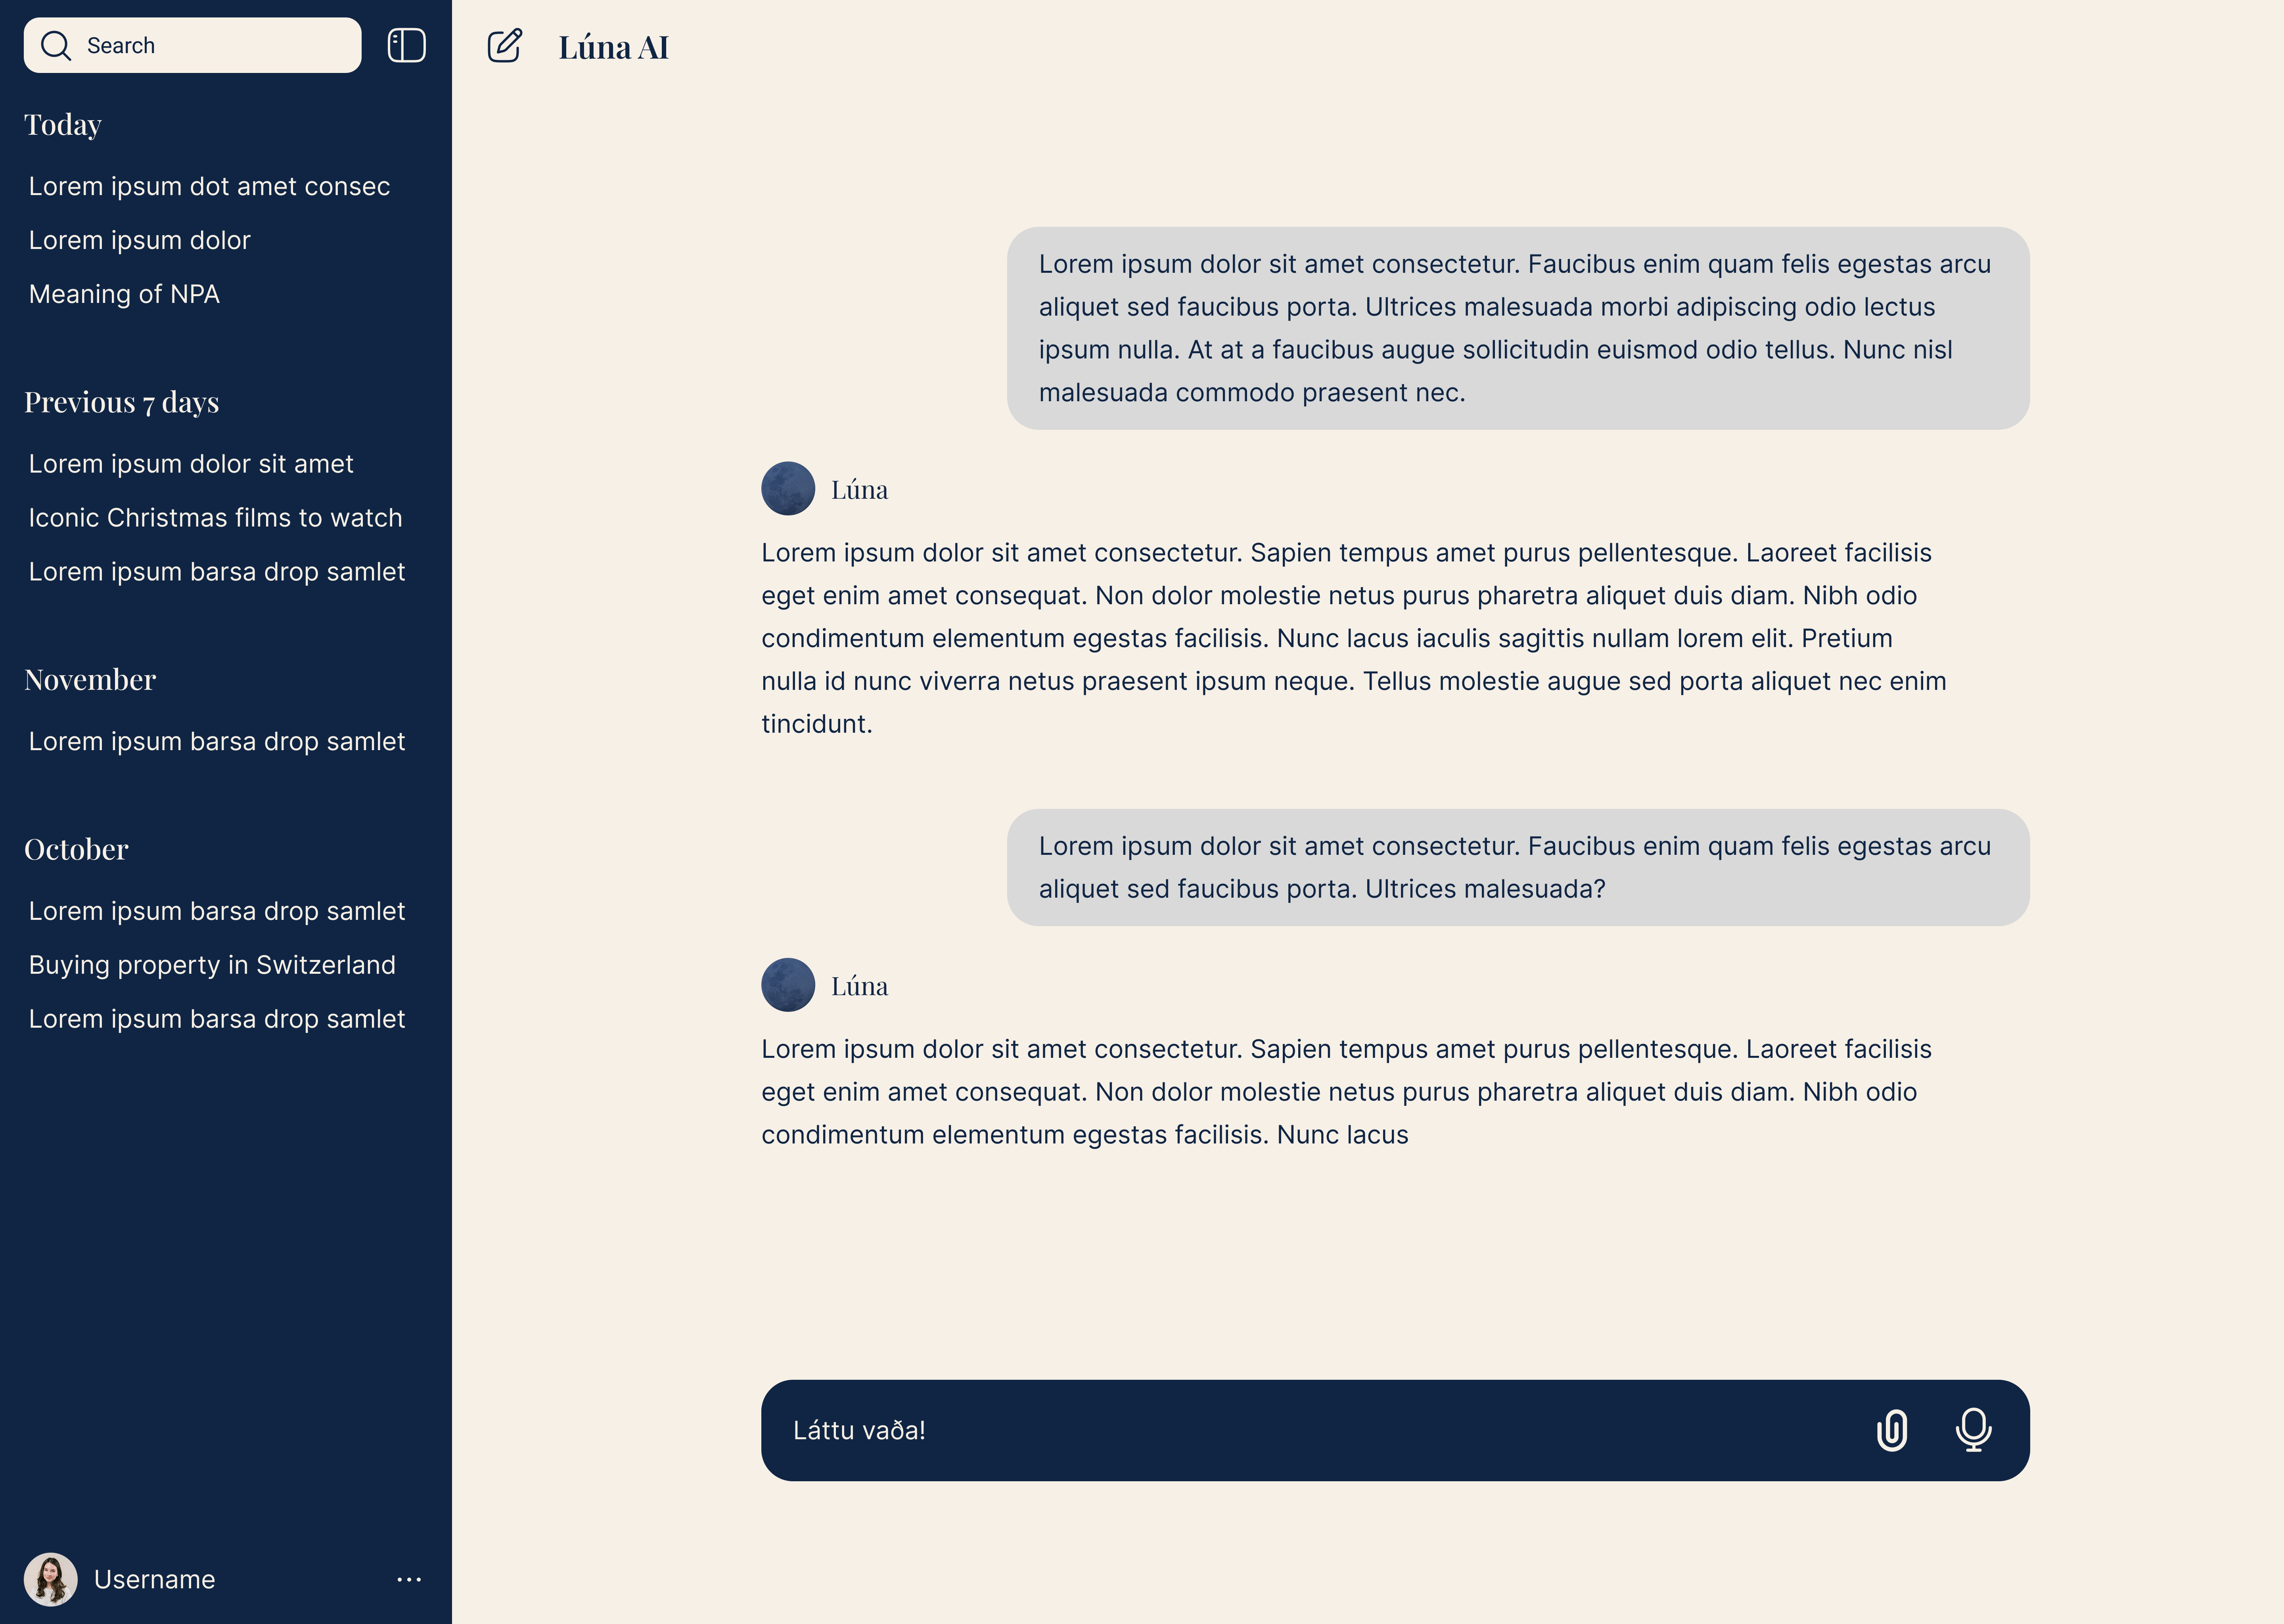 Search
Today
Lorem ipsum dot amet consec
Lorem ipsum dolor
Meaning of NPA
Previous 7 days
Lorem ipsum dolor sit amet
Iconic Christmas films to watch
Lorem ipsum barsa drop samlet
November
Lorem ipsum barsa drop samlet
October
Lorem ipsum barsa drop samlet
Buying property in Switzerland
Lorem ipsum barsa drop samlet
Username
Lúna AI
Lorem ipsum dolor sit amet consectetur. Faucibus enim quam felis egestas arcu
aliquet sed faucibus porta. Ultrices malesuada morbi adipiscing odio lectus
ipsum nulla. At at a faucibus augue sollicitudin euismod odio tellus. Nunc nisl
malesuada commodo praesent nec.
Lúna
Lorem ipsum dolor sit amet consectetur. Sapien tempus amet purus pellentesque. Laoreet facilisis
eget enim amet consequat. Non dolor molestie netus purus pharetra aliquet duis diam. Nibh odio
condimentum elementum egestas facilisis. Nunc lacus iaculis sagittis nullam lorem elit. Pretium
nulla id nunc viverra netus praesent ipsum neque. Tellus molestie augue sed porta aliquet nec enim
tincidunt.
Lorem ipsum dolor sit amet consectetur. Faucibus enim quam felis egestas arcu
aliquet sed faucibus porta. Ultrices malesuada?
Lúna
Lorem ipsum dolor sit amet consectetur. Sapien tempus amet purus pellentesque. Laoreet facilisis
eget enim amet consequat. Non dolor molestie netus purus pharetra aliquet duis diam. Nibh odio
condimentum elementum egestas facilisis. Nunc lacus
Láttu vaða!